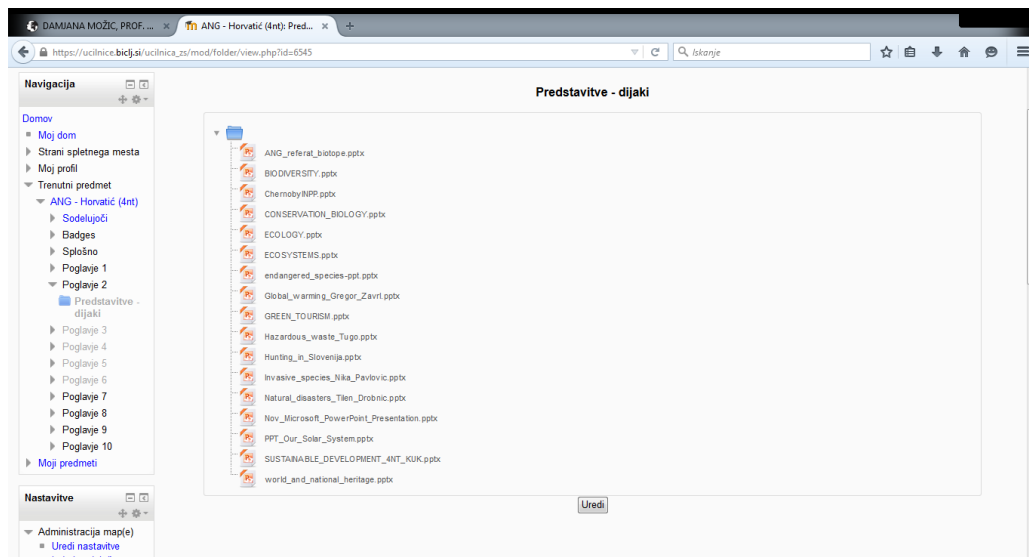 DAMJANA MOŽIC, PROF. ...
ANG - Horvatić (4nt): Pred...
https://ucilnice.biclj.si/ucilnica_zs/mod/folder/view.php?id=6545
Iskanje
Navigacija
Domov
Moj dom
Strani spletnega mesta
Moj profil
Trenutni predmet
ANG - Horvatić (4nt)
Sodelujoči
Badges
Splošno
Poglavje 1
Poglavje 2
Predstavitve -
dijaki
Poglavje 3
Poglavje 4
Poglavje 5
Poglavje 6
Poglavje 7
Poglavje 8
Poglavje 9
Poglavje 10
Moji predmeti
Nastavitve
Administracija map(e)
Uredi nastavitve
Predstavitve - dijaki
ANG_referat_biotope.pptx
BIODIVERSITY.pptx
ChernobyINPP.pptx
CONSERVATION_BIOLOGY.pptx
ECOLOGY.pptx
ECOSYSTEMS.pptx
endangered_species-ppt.pptx
Global_warming_Gregor_Zavrl.pptx
GREEN_TOURISM.pptx
Hazardous_waste_Tugo.pptx
Hunting_in_Slovenija.pptx
Invasive_species_Nika_Pavlovic.pptx
Natural_disasters_Tilen_Drobnic.pptx
Nov_Microsoft_PowerPoint_Presentation.pptx
PPT_Our_Solar_System.pptx
SUSTAINABLE_DEVELOPMENT_4NT_KUK.pptx
world_and_national_heritage.pptx
Uredi